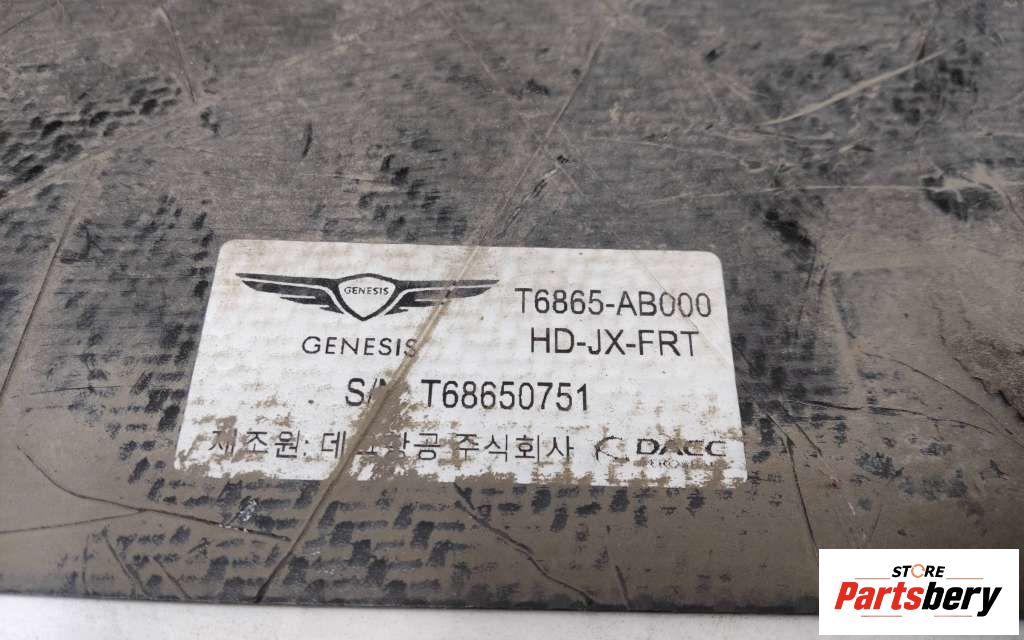 GENESIS
T6865-AB000
GENESIS
HD-JX-FRT
S/N T68650751
제조원: 주식회사
DACC
STORE
Partsbery